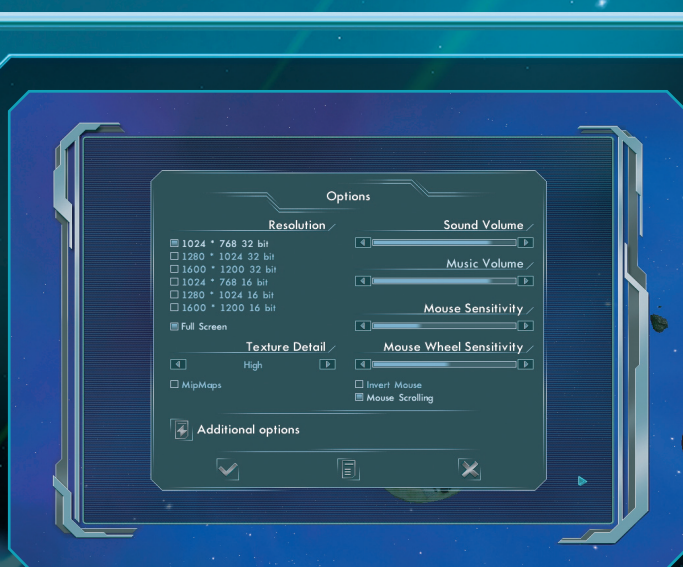 Options
Resolution
1024 * 768 32 bit
1280 * 1024 32 bit
1600 * 1200 32 bit
1024 * 768 16 bit
1280 * 1024 16 bit
1600 * 1200 16 bit
Full Screen
Texture Detail
High
MipMaps
Sound Volume
Music Volume
Mouse Sensitivity
Mouse Wheel Sensitivity
Invert Mouse
Mouse Scrolling
Additional options